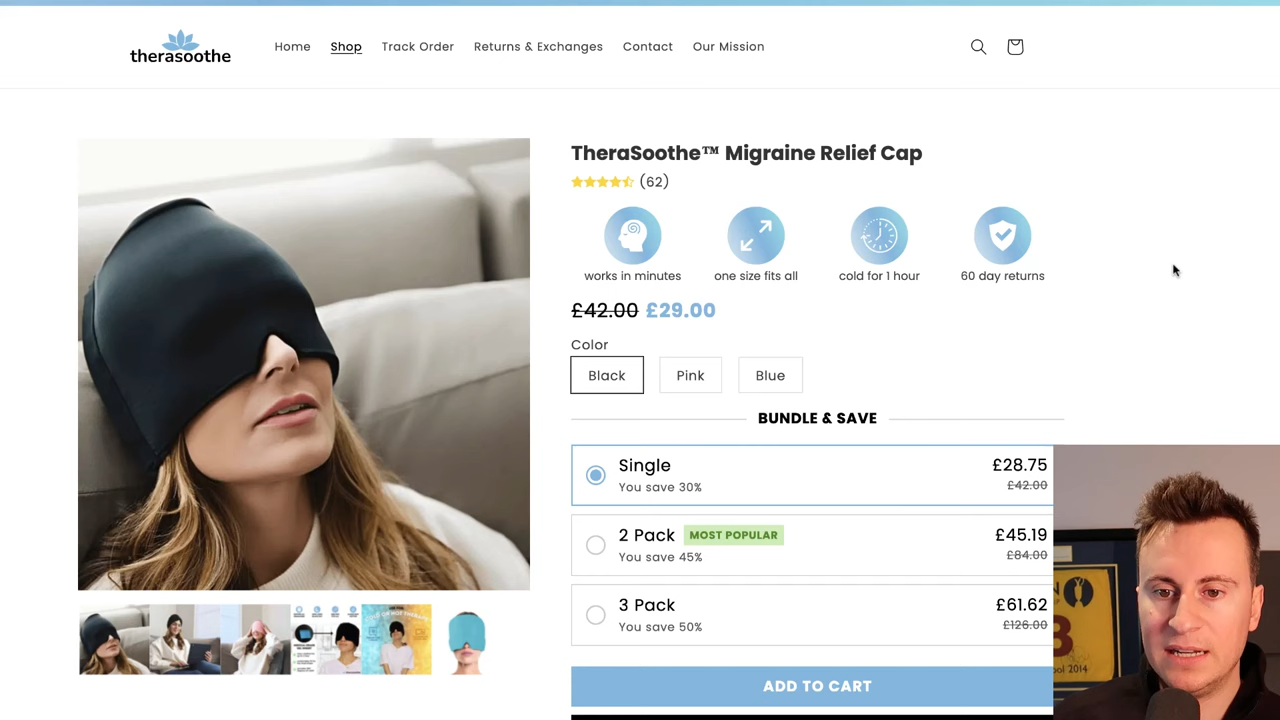 therasoothe
Home Shop Track Order Returns & Exchanges Contact Our Mission
TheraSoothe™ Migraine Relief Cap
(62)
works in minutes one size fits all cold for 1 hour 60 day returns
£42.00 £29.00
Color
Black Pink Blue
BUNDLE & SAVE
Single £28.75
You save 30% £42.00
2 Pack MOST POPULAR £45.19
You save 45% £84.00
3 Pack £61.62
You save 50% £126.00
ADD TO CART